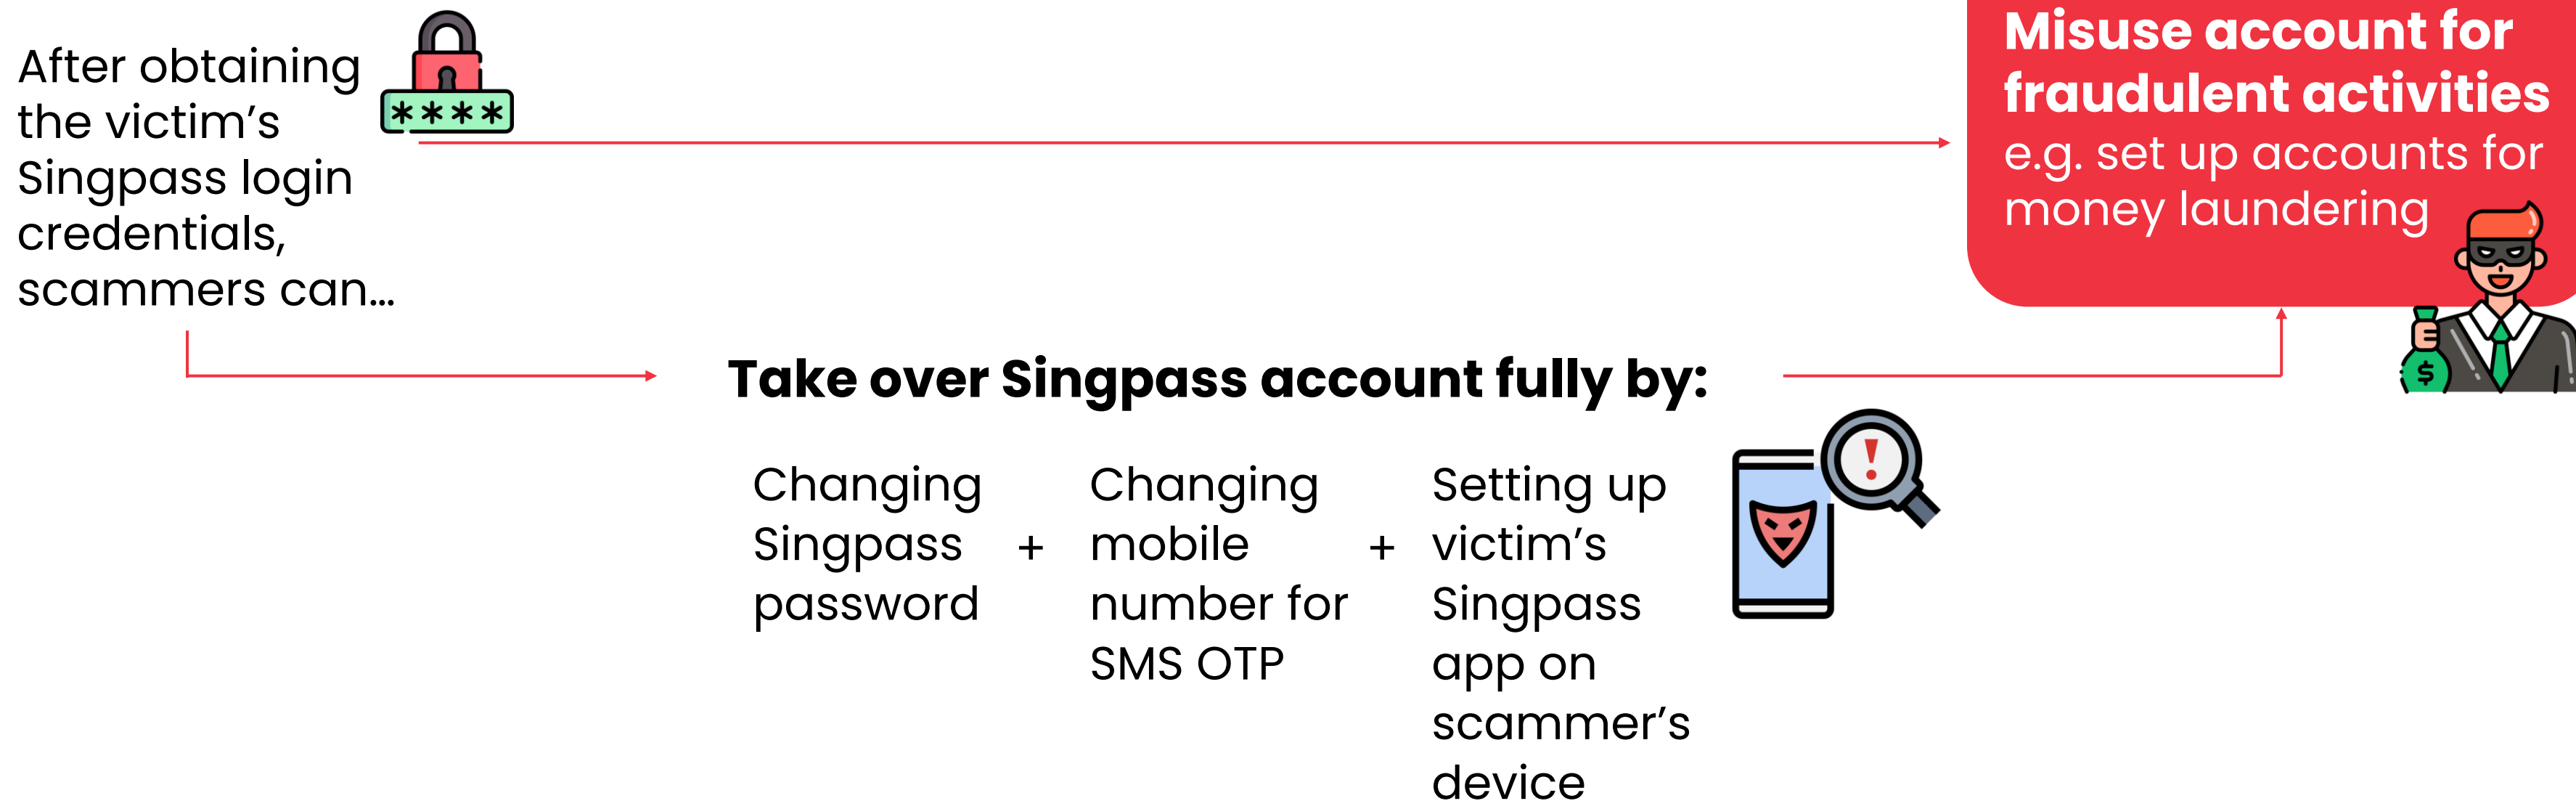 After obtaining
the victim’s
Singpass login
credentials,
scammers can…
****
Misuse account for
fraudulent activities
e.g. set up accounts for
money laundering
$
Take over Singpass account fully by:
Changing
Singpass
password
+
Changing
mobile
number for
SMS OTP
+
Setting up
victim’s
Singpass
app on
scammer’s
device
!